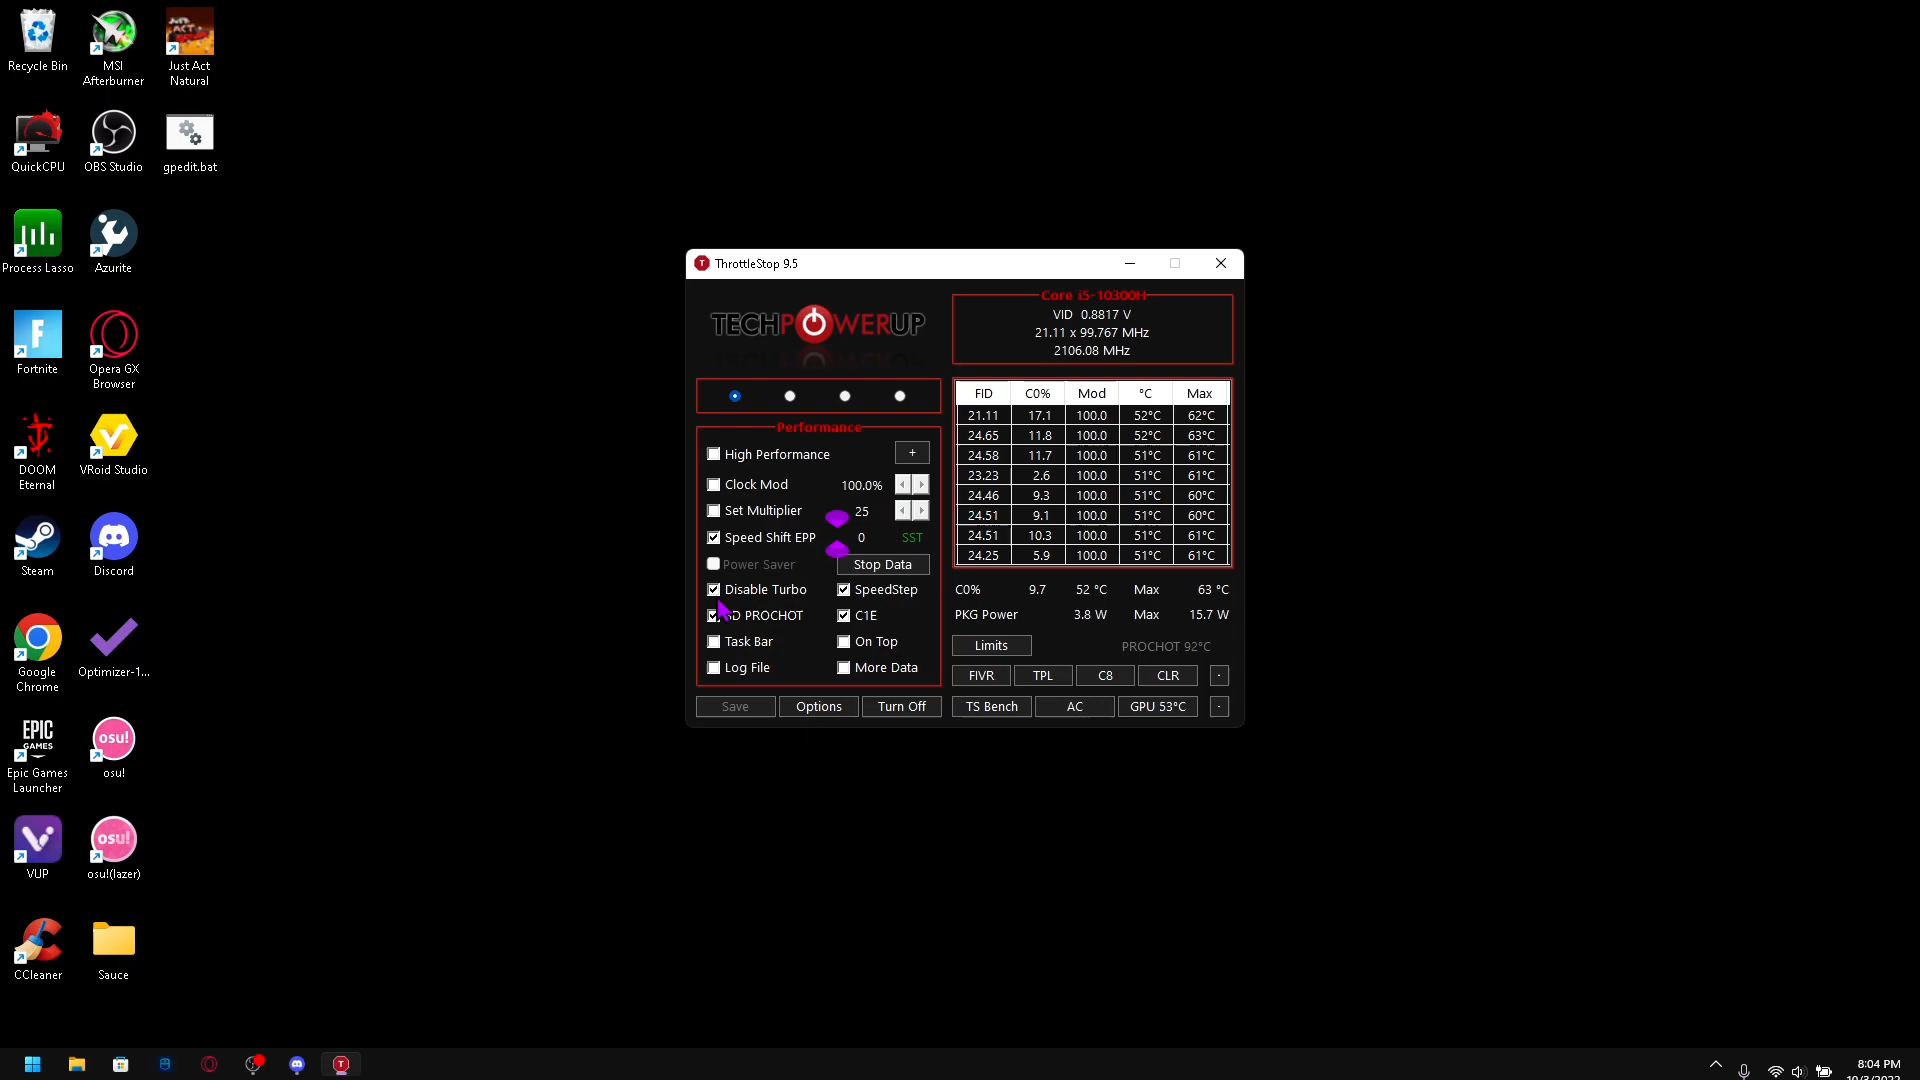 Recycle Bin
MSI
Afterburner
Just Act
Natural
QuickCPU
OBS Studio
gpedit.bat
Process Lasso
Azurite
Fortnite
Opera GX
Browser
DOOM
Eternal
VRoid Studio
Steam
Discord
Google
Chrome
Optimizer-1...
EPIC
GAMES
Epic Games
Launcher
osu!
osu!
VUP
osu!
osu!(lazer)
CCleaner
Sauce
ThrottleStop 9.5
TECHPOWERUP
Core i5-10300H
VID 0.8817 V
21.11 x 99.767 MHz
2106.08 MHz
Performance
High Performance +
Clock Mod 100.0%
Set Multiplier 25
Speed Shift EPP 0 SST
Power Saver Stop Data
Disable Turbo SpeedStep
D PROCHOT C1E
Task Bar On Top
Log File More Data
Save Options Turn Off
FID C0% Mod °C Max
21.11 17.1 100.0 52°C 62°C
24.65 11.8 100.0 52°C 63°C
24.58 11.7 100.0 51°C 61°C
23.23 2.6 100.0 51°C 61°C
24.46 9.3 100.0 51°C 60°C
24.51 9.1 100.0 51°C 60°C
24.51 10.3 100.0 51°C 61°C
24.25 5.9 100.0 51°C 61°C
C0% 9.7 52 °C Max 63 °C
PKG Power 3.8 W Max 15.7 W
Limits PROCHOT 92°C
FIVR TPL C8 CLR -
TS Bench AC GPU 53°C -
8:04 PM